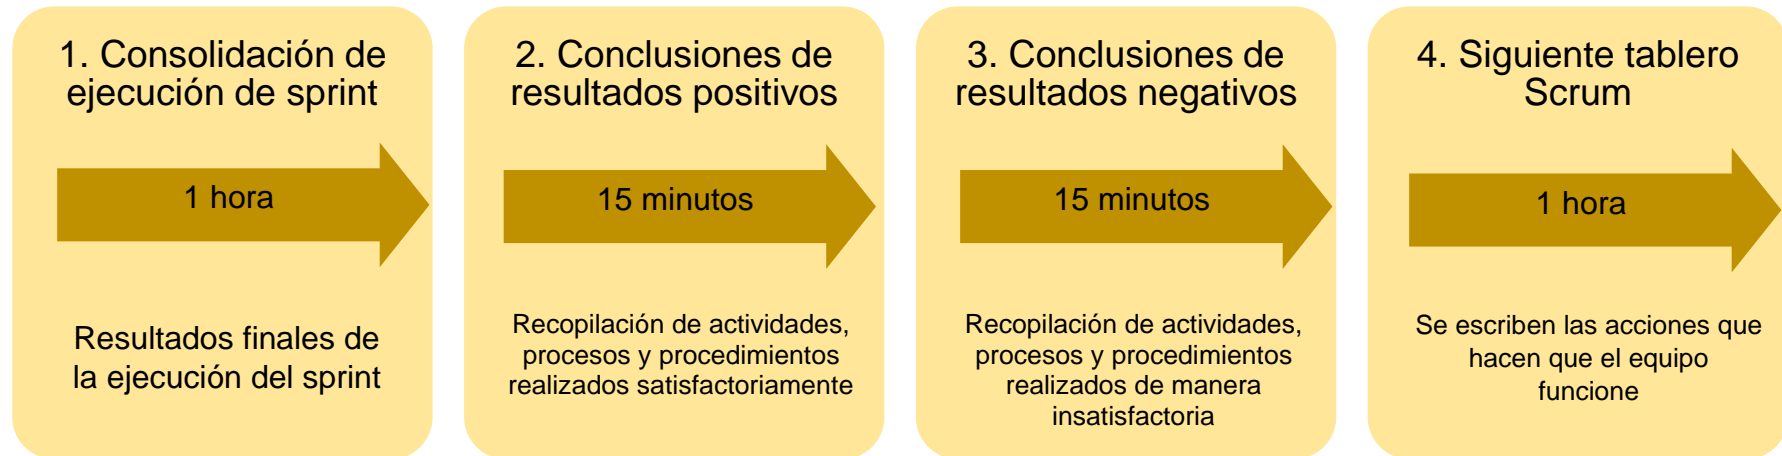 1. Consolidación de
ejecución de sprint
1 hora
Resultados finales de
la ejecución del sprint
2. Conclusiones de
resultados positivos
15 minutos
Recopilación de actividades,
procesos y procedimientos
realizados satisfactoriamente
3. Conclusiones de
resultados negativos
15 minutos
Recopilación de actividades,
procesos y procedimientos
realizados de manera
insatisfactoria
4. Siguiente tablero
Scrum
1 hora
Se escriben las acciones que
hacen que el equipo
funcione